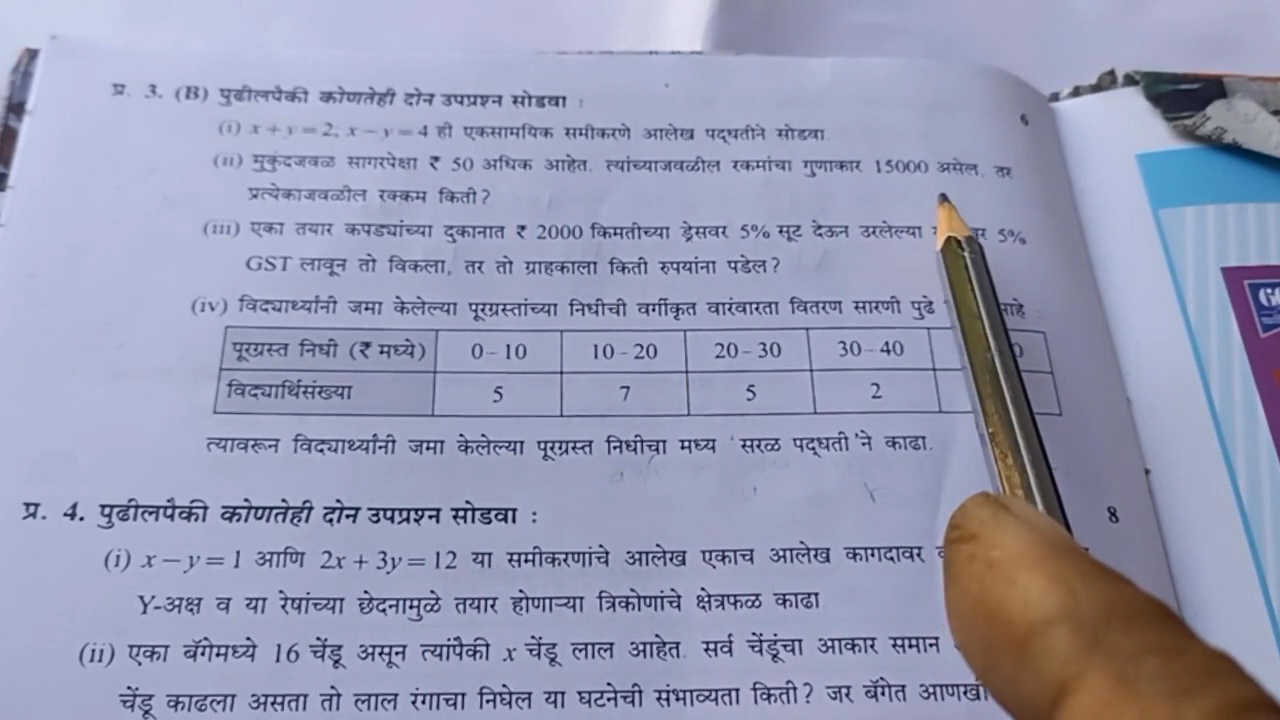 प्र. 3. (B) पुढीलपैकी कोणतेही दोन उपप्रश्न सोडवा : 6
(i) x + y = 2; x − y = 4 ही एकसामयिक समीकरणे आलेख पद्धतीने सोडवा.
(ii) मुकुंदजवळ सागरपेक्षा ₹ 50 अधिक आहेत. त्यांच्याजवळील रकमांचा गुणाकार 15000 असेल, तर
प्रत्येकाजवळील रक्कम किती?
(iii) एका तयार कपड्यांच्या दुकानात ₹ 2000 किमतीच्या ड्रेसवर 5% सूट देऊन उरलेल्या 5%
GST लावून तो विकला, तर तो ग्राहकाला किती रुपयांना पडेल?
(iv) विद्यार्थ्यांनी जमा केलेल्या पूरग्रस्तांच्या निधीची वर्गीकृत वारंवारता वितरण सारणी पुढे
पूरग्रस्त निधी (₹ मध्ये) 0 – 10 10 – 20 20 – 30 30 – 40
विद्यार्थिसंख्या 5 7 5 2
त्यावरून विद्यार्थ्यांनी जमा केलेल्या पूरग्रस्त निधीचा मध्य 'सरळ पद्धती'ने काढा.
प्र. 4. पुढीलपैकी कोणतेही दोन उपप्रश्न सोडवा : 8
(i) x − y = 1 आणि 2x + 3y = 12 या समीकरणांचे आलेख एकाच आलेख कागदावर
Y-अक्ष व या रेषांच्या छेदनामुळे तयार होणाऱ्या त्रिकोणांचे क्षेत्रफळ काढा
(ii) एका बॅगेमध्ये 16 चेंडू असून त्यांपैकी x चेंडू लाल आहेत. सर्व चेंडूंचा आकार समान
चेंडू काढला असता तो लाल रंगाचा निघेल या घटनेची संभाव्यता किती? जर बॅगेत आणखी